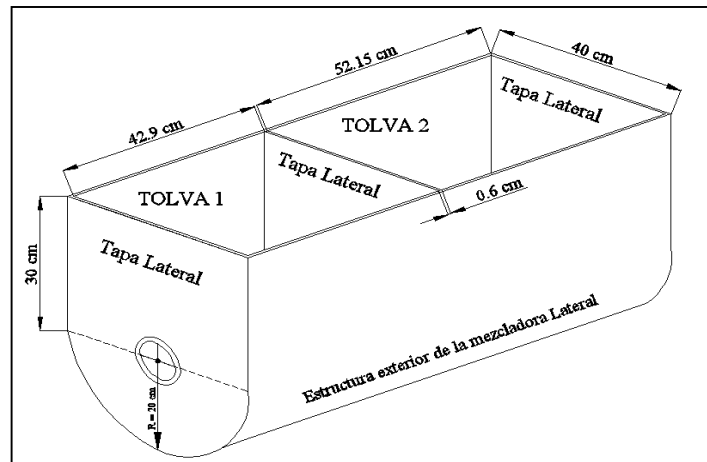 52.15 cm
40 cm
42.9 cm
TOLVA 2
Tapa Lateral
TOLVA 1
Tapa Lateral
0.6 cm
Tapa Lateral
30 cm
Estructura exterior de la mezcladora Lateral
R = 20 cm